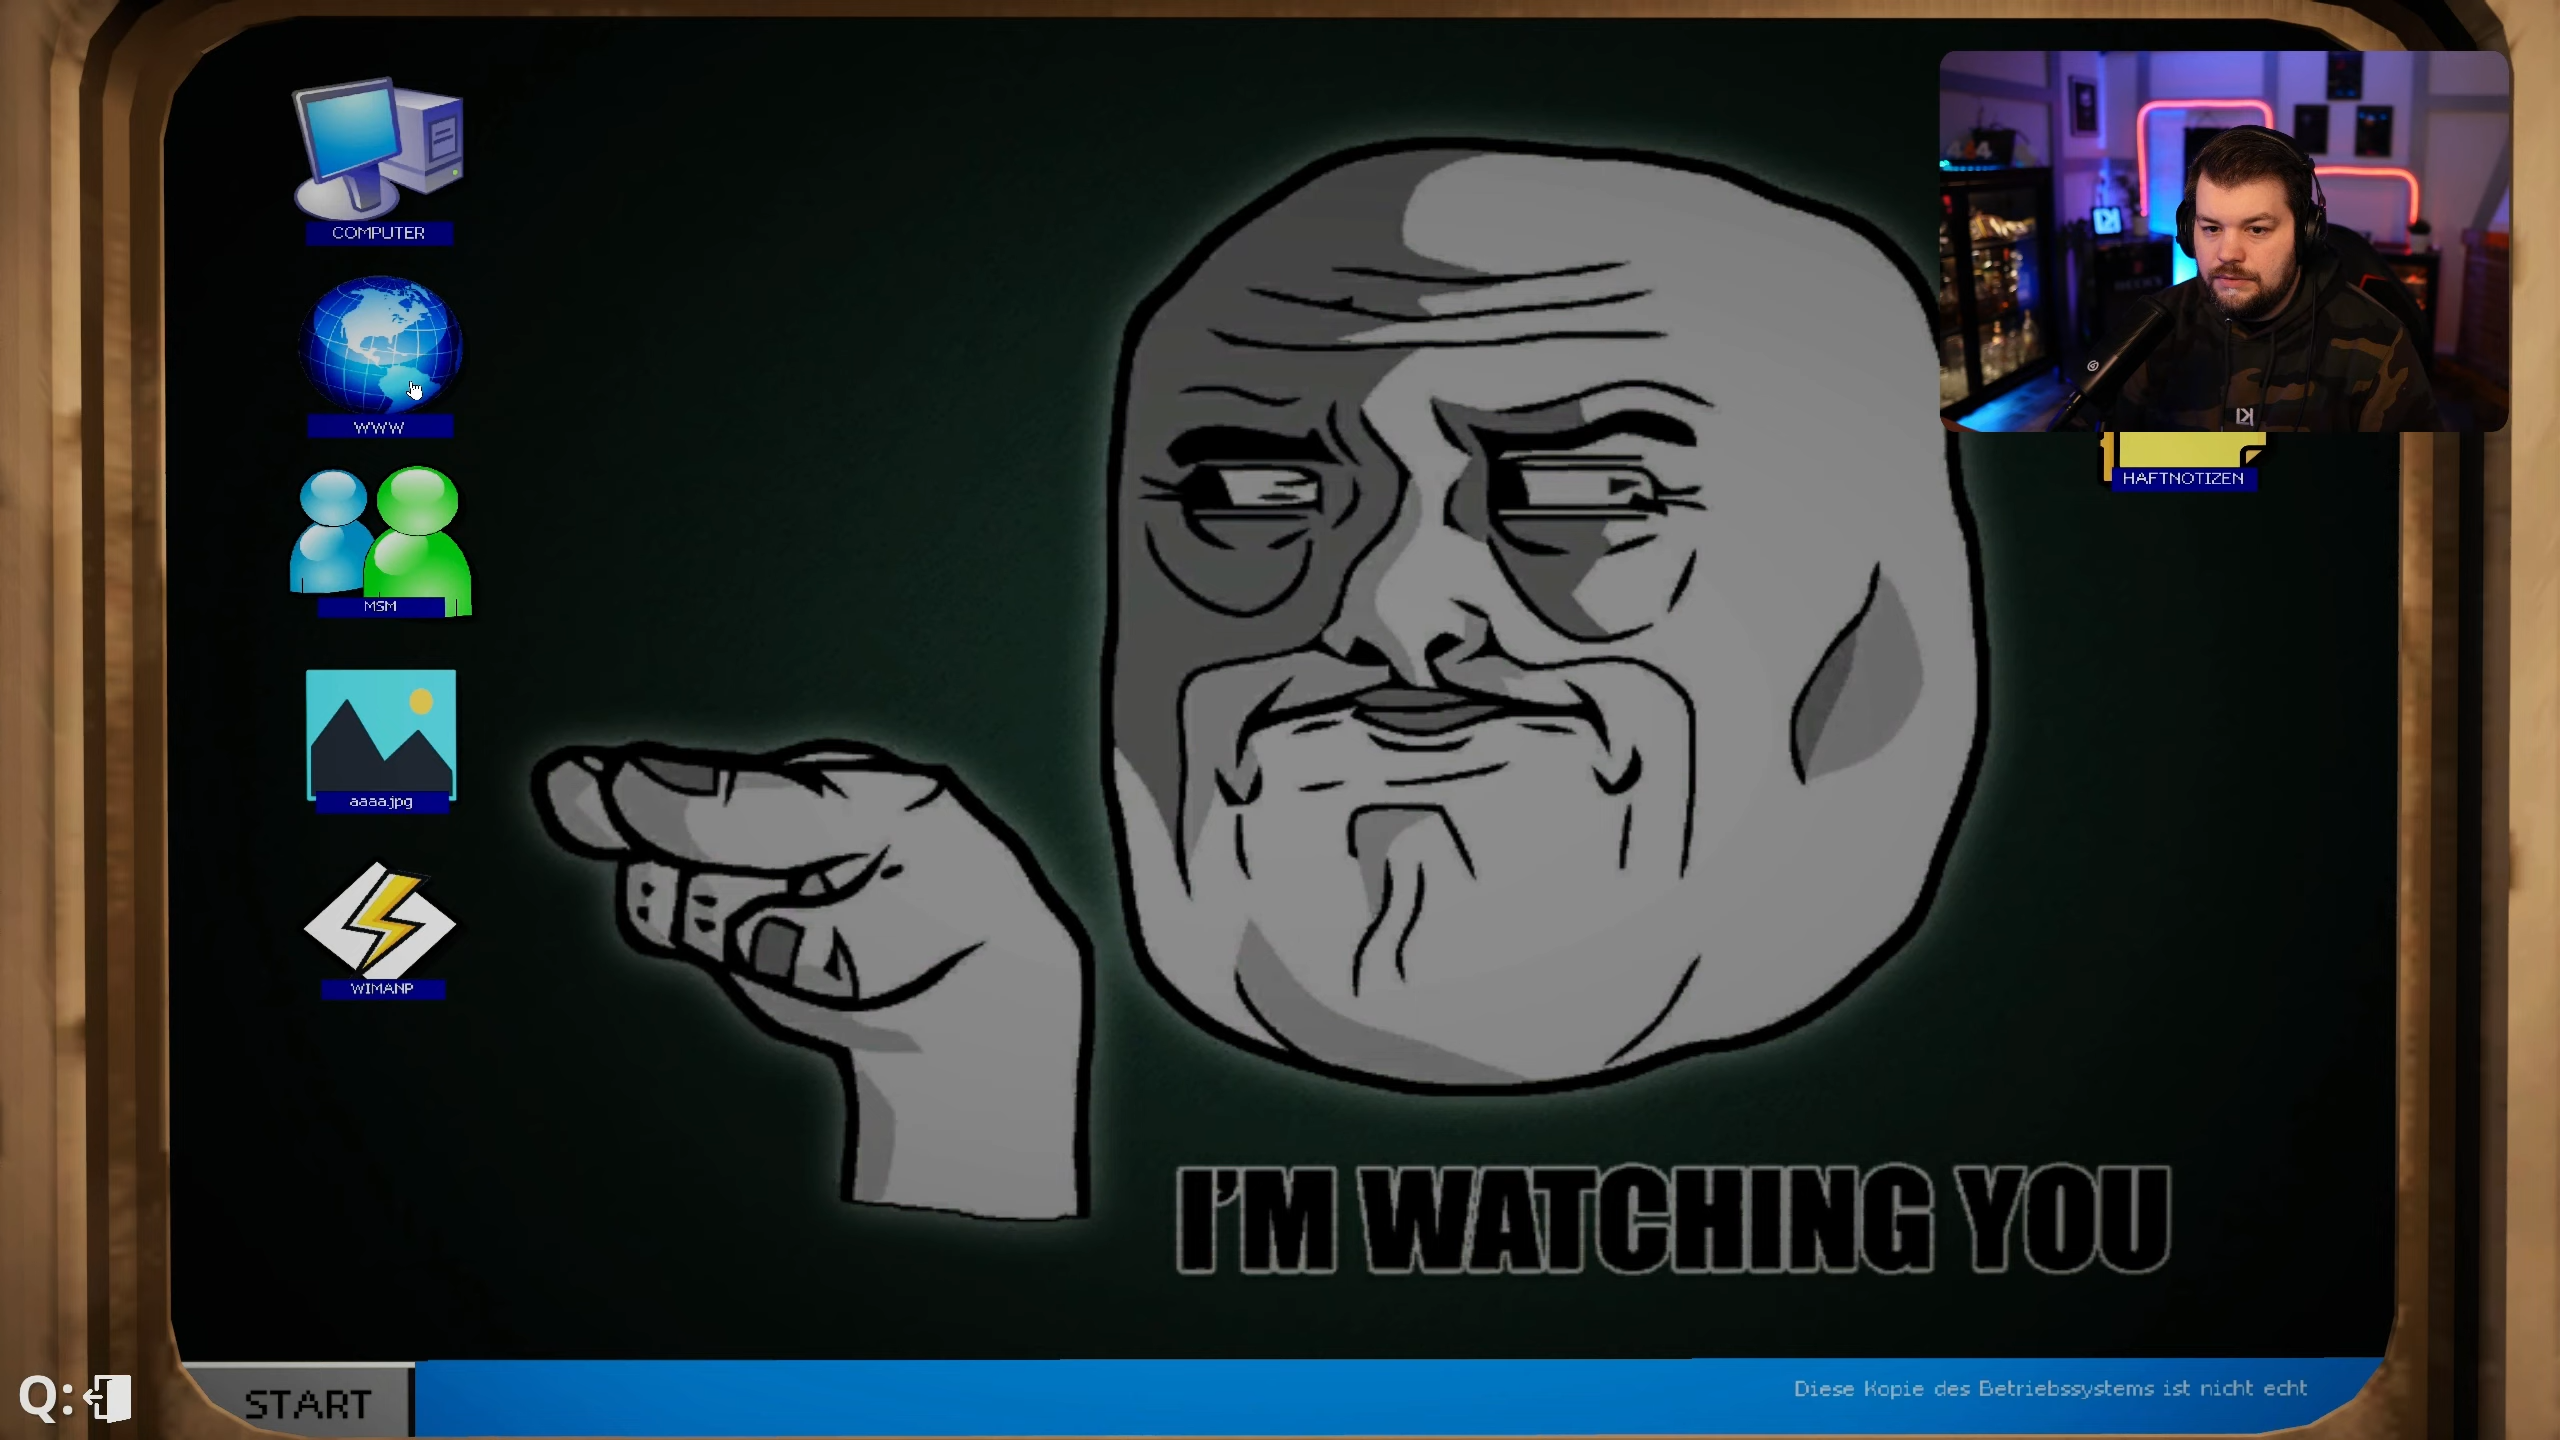 COMPUTER
WWW
MSM
aaaa.jpg
WIMANP
HAFTNOTIZEN
I'M WATCHING YOU
Q:
START
Diese Kopie des Betriebssystems ist nicht echt